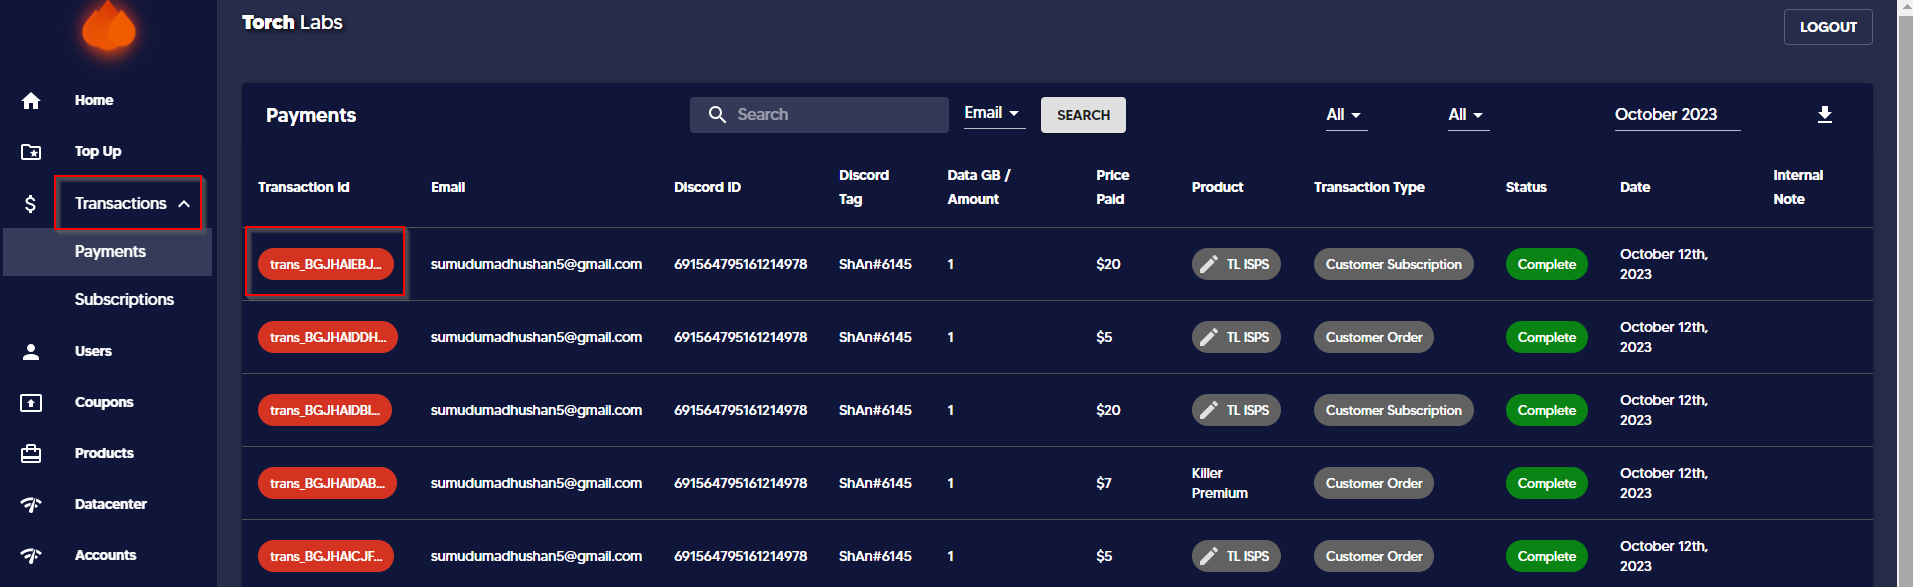 Torch Labs
LOGOUT
Home
Top Up
Transactions
Payments
Subscriptions
Users
Coupons
Products
Datacenter
Accounts
Payments
Search
Email
SEARCH
All
All
October 2023
Transaction Id Email Discord ID Discord Tag Data GB / Amount Price Paid Product Transaction Type Status Date Internal Note
trans_BGJHAIEBJ... sumudumadhushan5@gmail.com 691564795161214978 ShAn#6145 1 $20 TL ISPS Customer Subscription Complete October 12th, 2023
trans_BGJHAIDDH... sumudumadhushan5@gmail.com 691564795161214978 ShAn#6145 1 $5 TL ISPS Customer Order Complete October 12th, 2023
trans_BGJHAIDBI... sumudumadhushan5@gmail.com 691564795161214978 ShAn#6145 1 $20 TL ISPS Customer Subscription Complete October 12th, 2023
trans_BGJHAIDAB... sumudumadhushan5@gmail.com 691564795161214978 ShAn#6145 1 $7 Killer Premium Customer Order Complete October 12th, 2023
trans_BGJHAICJF... sumudumadhushan5@gmail.com 691564795161214978 ShAn#6145 1 $5 TL ISPS Customer Order Complete October 12th, 2023